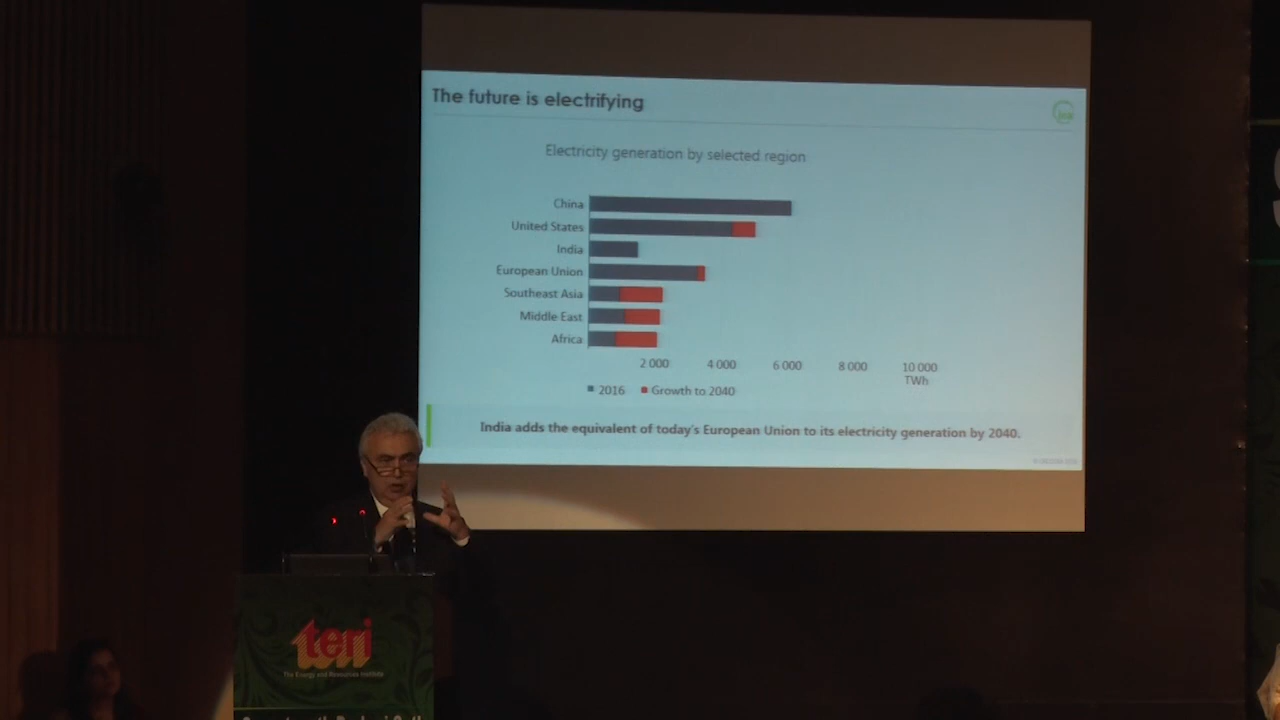 The future is electrifying
iea
Electricity generation by selected region
China
United States
India
European Union
Southeast Asia
Middle East
Africa
2 000 4 000 6 000 8 000 10 000
TWh
2016 Growth to 2040
India adds the equivalent of today's European Union to its electricity generation by 2040.
teri
The Energy and Resources Institute